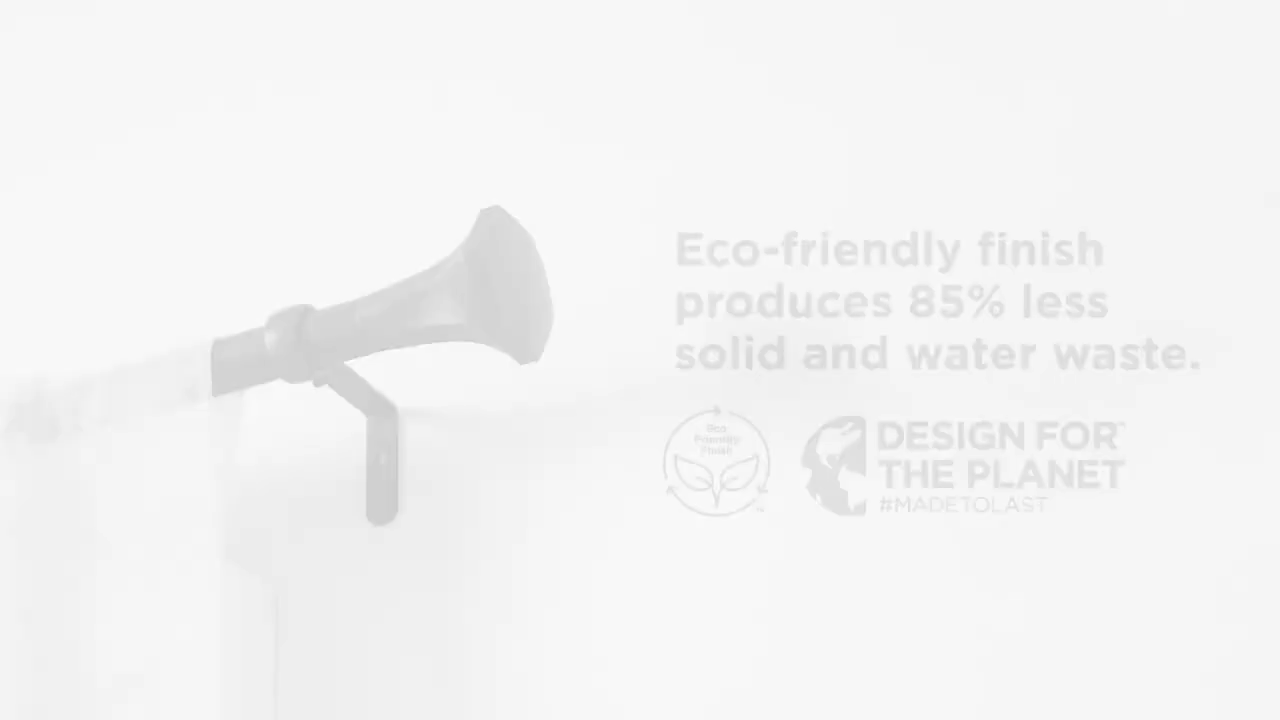 Eco-friendly finish
produces 85% less
solid and water waste.
Eco
Friendly
Finish
DESIGN FOR
THE PLANET
#MADETOLAST